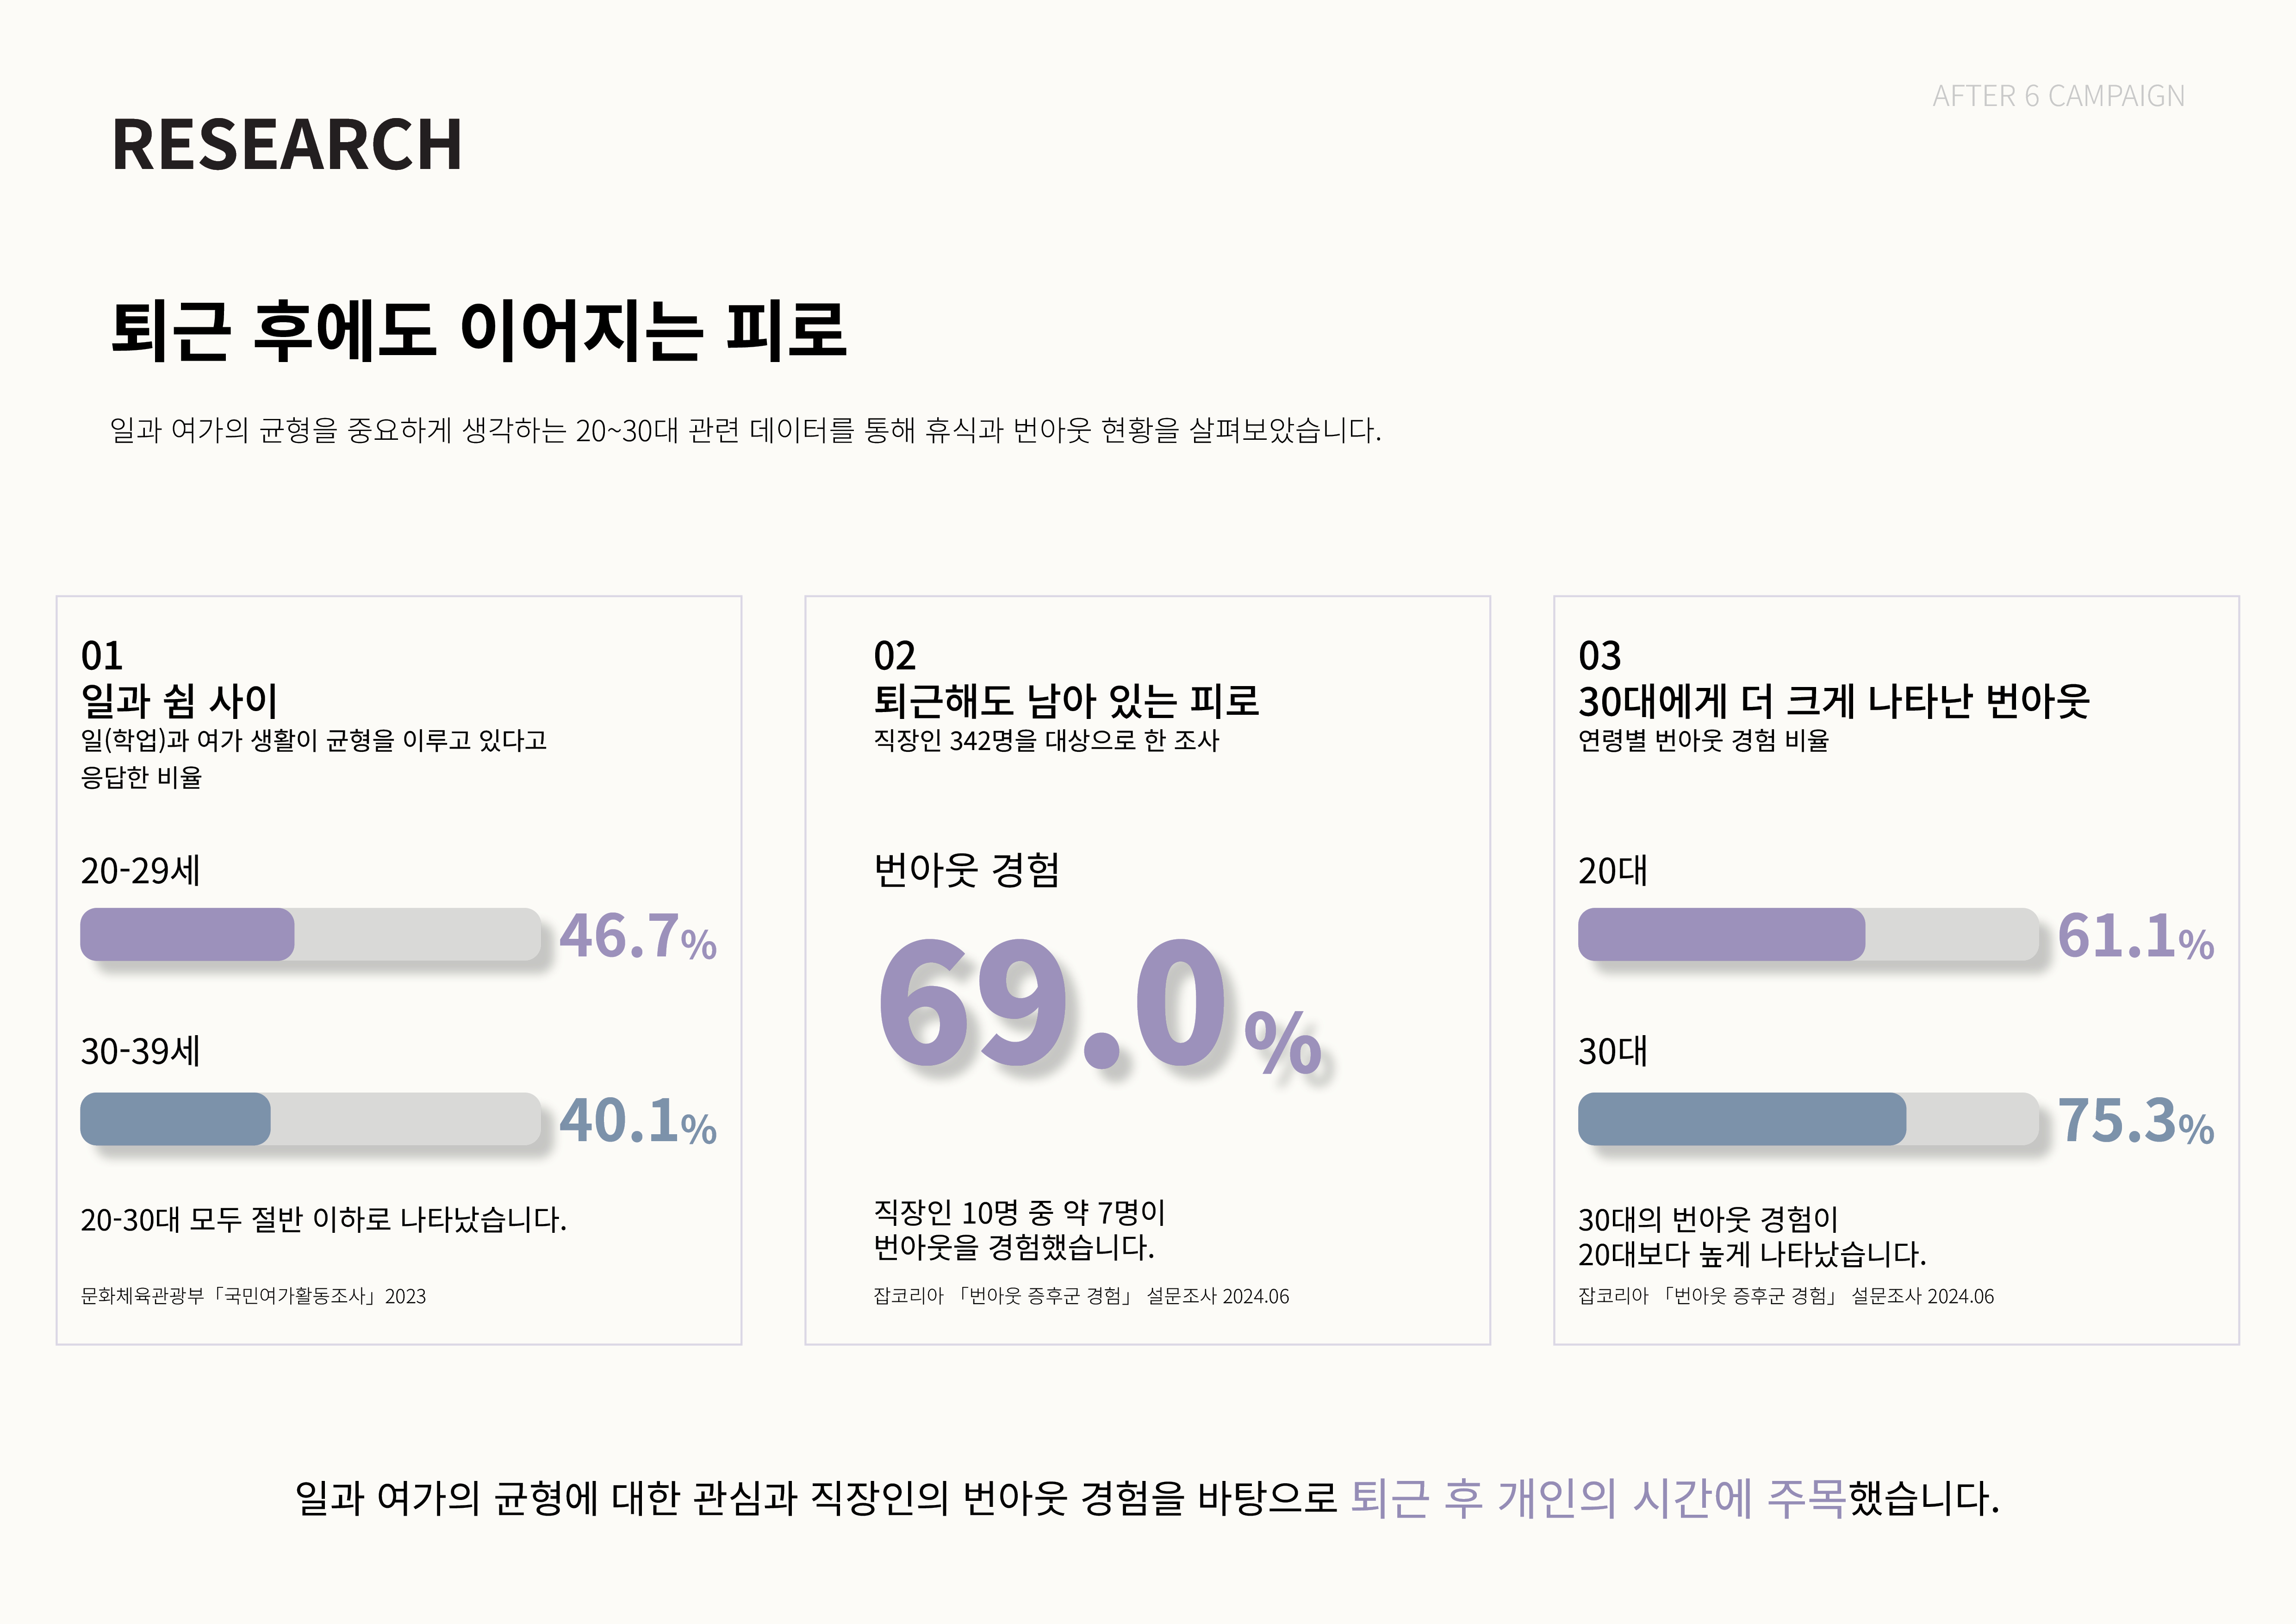 AFTER 6 CAMPAIGN
RESEARCH
퇴근 후에도 이어지는 피로
일과 여가의 균형을 중요하게 생각하는 20~30대 관련 데이터를 통해 휴식과 번아웃 현황을 살펴보았습니다.
01
일과 쉼 사이
일(학업)과 여가 생활이 균형을 이루고 있다고
응답한 비율
20-29세
46.7%
30-39세
40.1%
20-30대 모두 절반 이하로 나타났습니다.
문화체육관광부「국민여가활동조사」2023
02
퇴근해도 남아 있는 피로
직장인 342명을 대상으로 한 조사
번아웃 경험
69.0%
직장인 10명 중 약 7명이
번아웃을 경험했습니다.
잡코리아 「번아웃 증후군 경험」 설문조사 2024.06
03
30대에게 더 크게 나타난 번아웃
연령별 번아웃 경험 비율
20대
61.1%
30대
75.3%
30대의 번아웃 경험이
20대보다 높게 나타났습니다.
잡코리아 「번아웃 증후군 경험」 설문조사 2024.06
일과 여가의 균형에 대한 관심과 직장인의 번아웃 경험을 바탕으로 퇴근 후 개인의 시간에 주목했습니다.